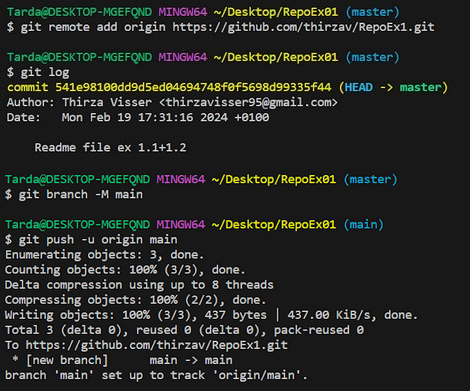 Tarda@DESKTOP-MGEFQND MINGW64 ~/Desktop/RepoEx01 (master)
$ git remote add origin https://github.com/thirzav/RepoEx1.git
Tarda@DESKTOP-MGEFQND MINGW64 ~/Desktop/RepoEx01 (master)
$ git log
commit 541e98100dd9d5ed04694748f0f5698d99335f44 (HEAD -> master)
Author: Thirza Visser <thirzavisser95@gmail.com>
Date:   Mon Feb 19 17:31:16 2024 +0100
    Readme file ex 1.1+1.2
Tarda@DESKTOP-MGEFQND MINGW64 ~/Desktop/RepoEx01 (master)
$ git branch -M main
Tarda@DESKTOP-MGEFQND MINGW64 ~/Desktop/RepoEx01 (main)
$ git push -u origin main
Enumerating objects: 3, done.
Counting objects: 100% (3/3), done.
Delta compression using up to 8 threads
Compressing objects: 100% (2/2), done.
Writing objects: 100% (3/3), 437 bytes | 437.00 KiB/s, done.
Total 3 (delta 0), reused 0 (delta 0), pack-reused 0
To https://github.com/thirzav/RepoEx1.git
 * [new branch]      main -> main
branch 'main' set up to track 'origin/main'.